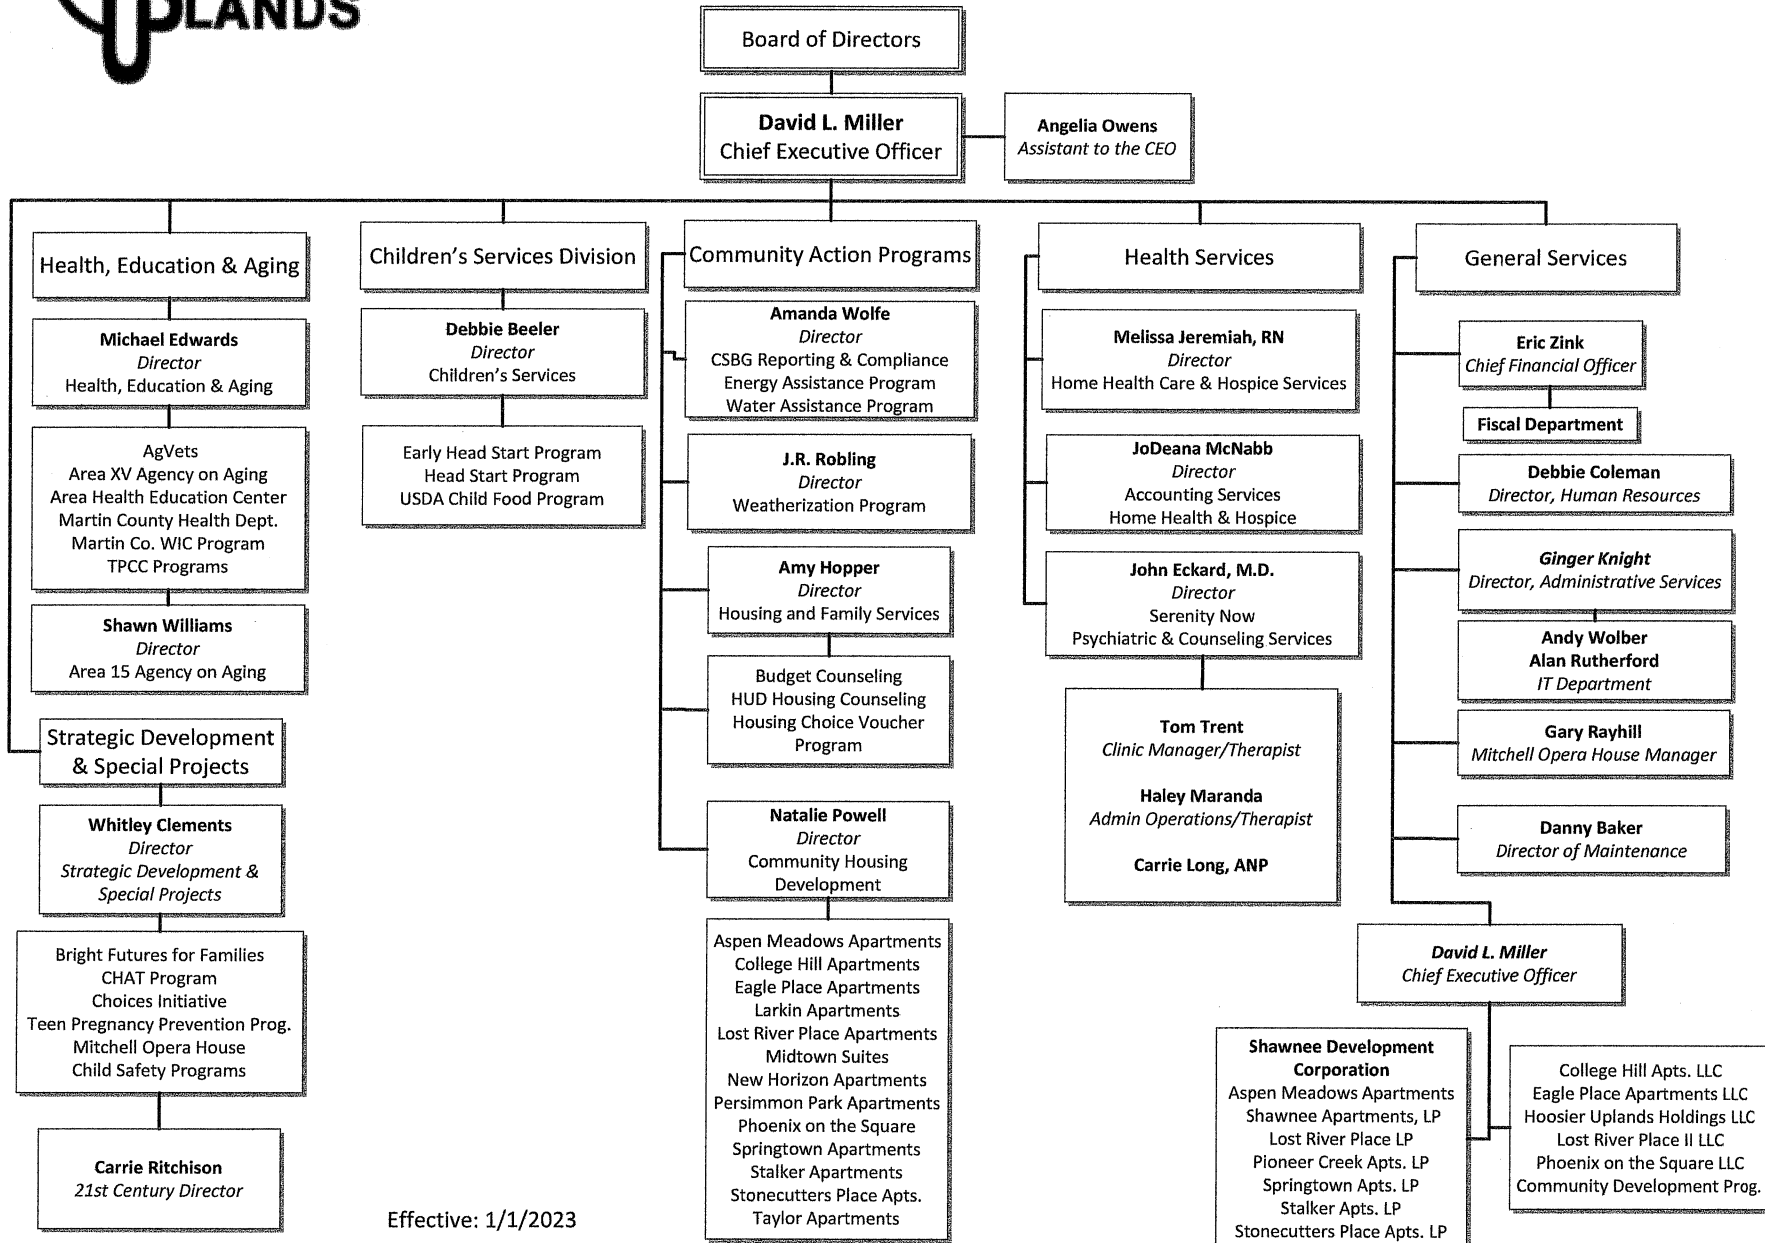 PLANDS
Board of Directors
David L. Miller
Chief Executive Officer
Angelia Owens
Assistant to the CEO
Health, Education & Aging
Michael Edwards
Director
Health, Education & Aging
AgVets
Area XV Agency on Aging
Area Health Education Center
Martin County Health Dept.
Martin Co. WIC Program
TPCC Programs
Shawn Williams
Director
Area 15 Agency on Aging
Strategic Development
& Special Projects
Whitley Clements
Director
Strategic Development &
Special Projects
Bright Futures for Families
CHAT Program
Choices Initiative
Teen Pregnancy Prevention Prog.
Mitchell Opera House
Child Safety Programs
Carrie Ritchison
21st Century Director
Children's Services Division
Debbie Beeler
Director
Children's Services
Early Head Start Program
Head Start Program
USDA Child Food Program
Community Action Programs
Amanda Wolfe
Director
CSBG Reporting & Compliance
Energy Assistance Program
Water Assistance Program
J.R. Robling
Director
Weatherization Program
Amy Hopper
Director
Housing and Family Services
Budget Counseling
HUD Housing Counseling
Housing Choice Voucher
Program
Natalie Powell
Director
Community Housing
Development
Aspen Meadows Apartments
College Hill Apartments
Eagle Place Apartments
Larkin Apartments
Lost River Place Apartments
Midtown Suites
New Horizon Apartments
Persimmon Park Apartments
Phoenix on the Square
Springtown Apartments
Stalker Apartments
Stonecutters Place Apts.
Taylor Apartments
Health Services
Melissa Jeremiah, RN
Director
Home Health Care & Hospice Services
JoDeana McNabb
Director
Accounting Services
Home Health & Hospice
John Eckard, M.D.
Director
Serenity Now
Psychiatric & Counseling Services
Tom Trent
Clinic Manager/Therapist
Haley Maranda
Admin Operations/Therapist
Carrie Long, ANP
General Services
Eric Zink
Chief Financial Officer
Fiscal Department
Debbie Coleman
Director, Human Resources
Ginger Knight
Director, Administrative Services
Andy Wolber
Alan Rutherford
IT Department
Gary Rayhill
Mitchell Opera House Manager
Danny Baker
Director of Maintenance
David L. Miller
Chief Executive Officer
Shawnee Development
Corporation
Aspen Meadows Apartments
Shawnee Apartments, LP
Lost River Place LP
Pioneer Creek Apts. LP
Springtown Apts. LP
Stalker Apts. LP
Stonecutters Place Apts. LP
College Hill Apts. LLC
Eagle Place Apartments LLC
Hoosier Uplands Holdings LLC
Lost River Place II LLC
Phoenix on the Square LLC
Community Development Prog.
Effective: 1/1/2023